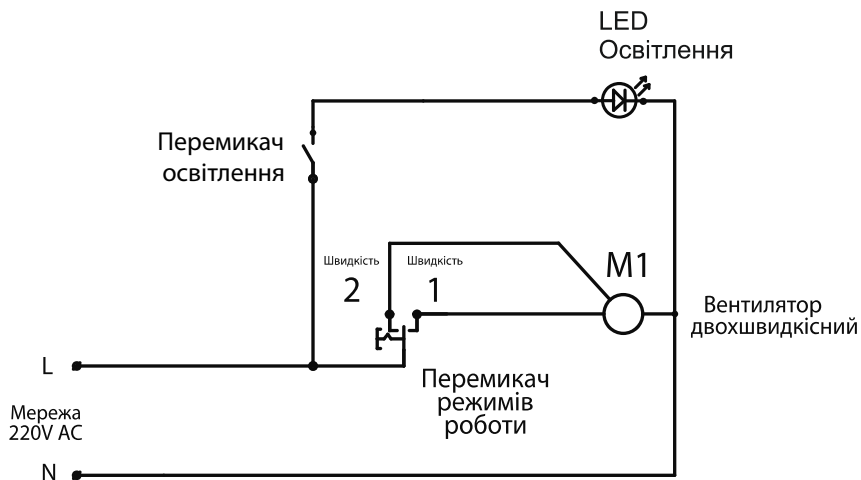 LED
Освітлення
Перемикач
освітлення
Швидкість
2
Швидкість
1
M1
Вентилятор
двохшвидкісний
L
Перемикач
режимів
роботи
Мережа
220V AC
N